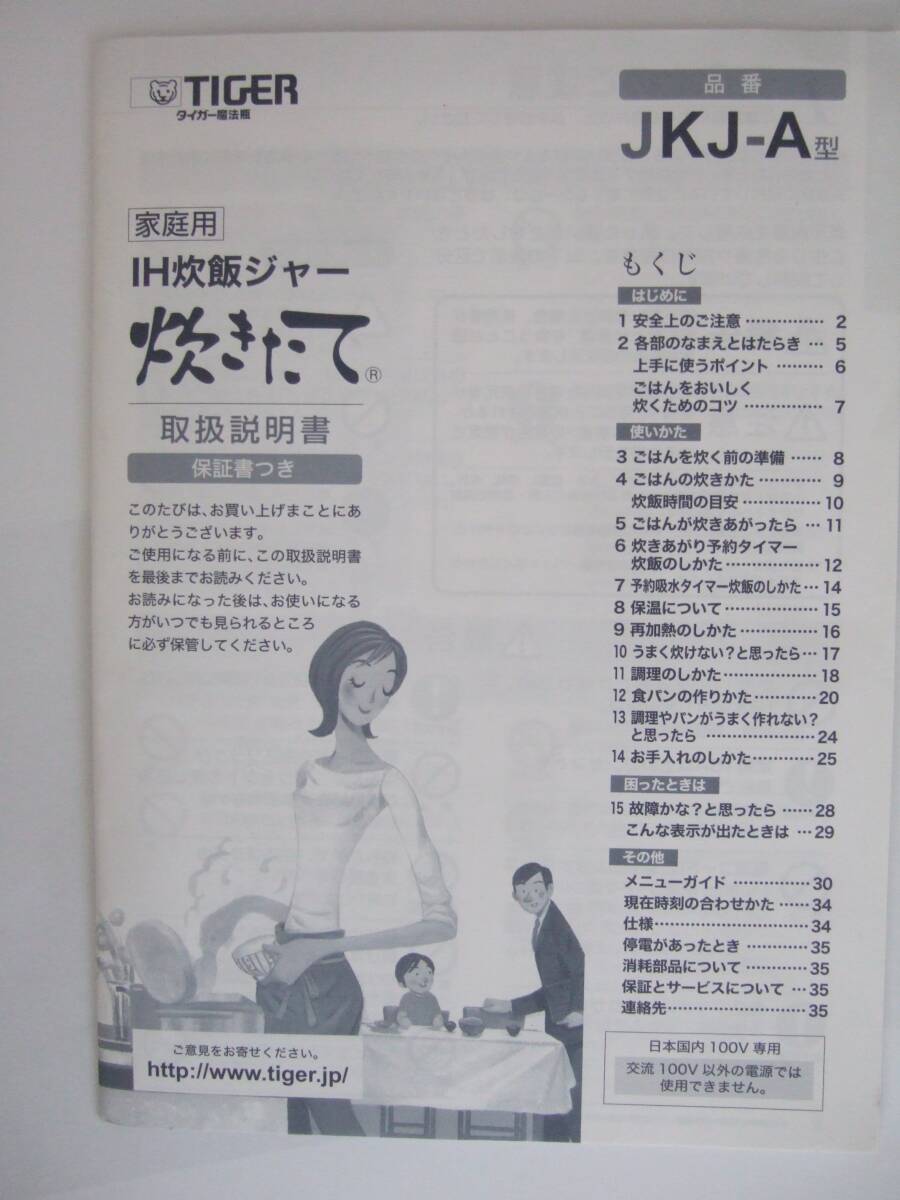 TIGER
タイガー魔法瓶
品番
JKJ-A型
家庭用
IH炊飯ジャー
炊きたて®
取扱説明書
保証書つき
このたびは、お買い上げまことにあ
りがとうございます。
ご使用になる前に、この取扱説明書
を最後までお読みください。
お読みになった後は、お使いになる
方がいつでも見られるところ
に必ず保管してください。
ご意見をお寄せください。
http://www.tiger.jp/
もくじ
はじめに
1 安全上のご注意 …………… 2
2 各部のなまえとはたらき … 5
上手に使うポイント ……… 6
ごはんをおいしく
炊くためのコツ …………… 7
使いかた
3 ごはんを炊く前の準備 …… 8
4 ごはんの炊きかた ………… 9
炊飯時間の目安 …………… 10
5 ごはんが炊きあがったら … 11
6 炊きあがり予約タイマー
炊飯のしかた ……………… 12
7 予約吸水タイマー炊飯のしかた … 14
8 保温について ……………… 15
9 再加熱のしかた …………… 16
10 うまく炊けない?と思ったら … 17
11 調理のしかた ……………… 18
12 食パンの作りかた ………… 20
13 調理やパンがうまく作れない?
と思ったら ………………… 24
14 お手入れのしかた ………… 25
困ったときは
15 故障かな?と思ったら …… 28
こんな表示が出たときは … 29
その他
メニューガイド …………… 30
現在時刻の合わせかた …… 34
仕様 ………………………… 34
停電があったとき ………… 35
消耗部品について ………… 35
保証とサービスについて … 35
連絡先 ……………………… 35
日本国内100V専用
交流100V以外の電源では
使用できません。